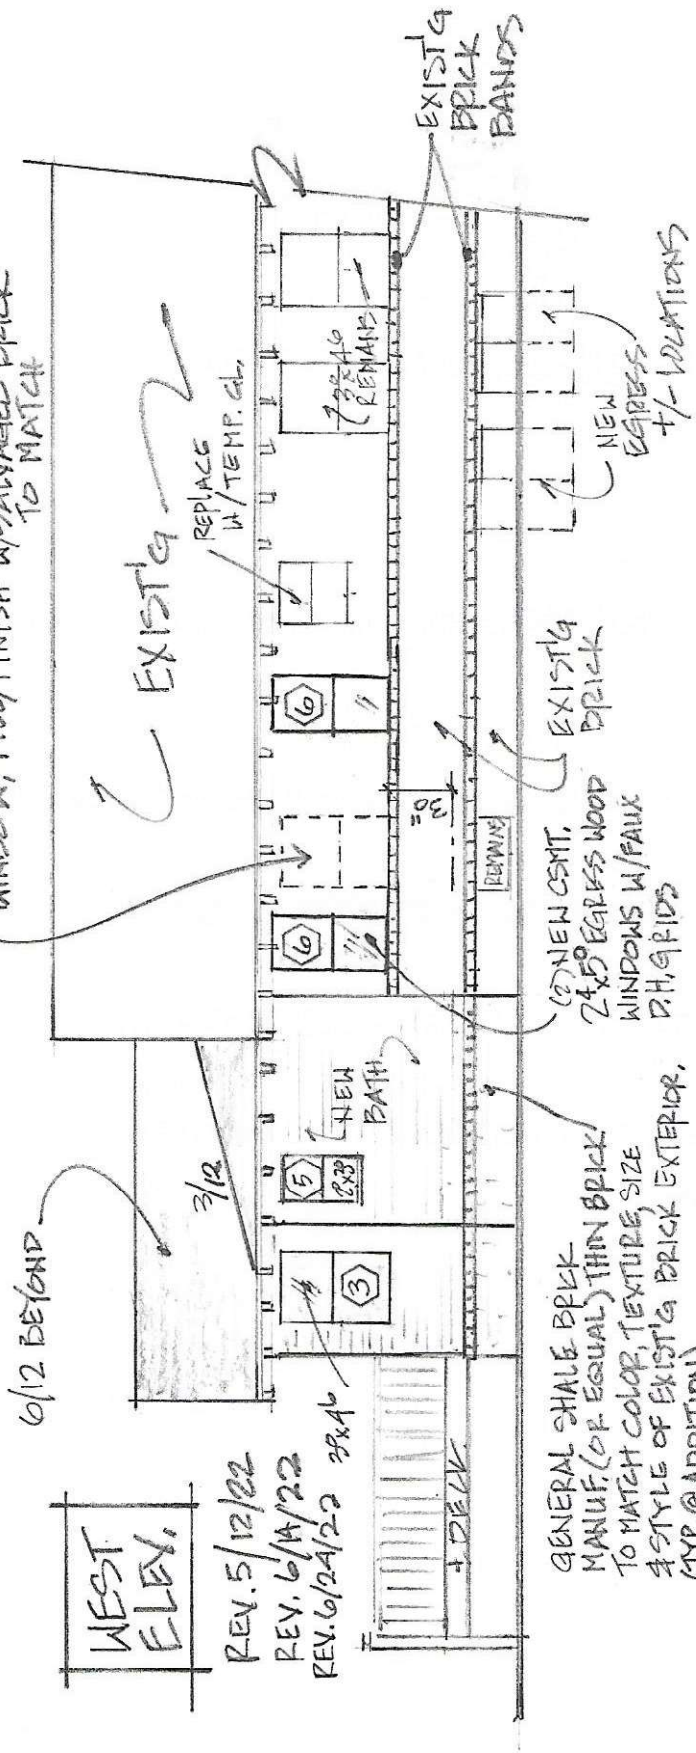 WEST
ELEV.
REV. 5/12/22
REV. 6/14/22
REV. 6/24/22
6/12 BEYOND
3/12
TO MATCH
EXIST'G
REPLACE
W/TEMP. GL.
REMAINS
EXIST'G
BRICK
BANDS
6
6
5
3
NEW
BATH
REMAINS
DECK
NEW
EGRESS
+/- LOCATIONS
EXIST'G
BRICK
(2) NEW CSMT.
EGRESS WOOD
WINDOWS W/FAUX
D.H. GRIDS
GENERAL SHALE BRICK
MANUF. (OR EQUAL) THIN BRICK
TO MATCH COLOR, TEXTURE, SIZE
& STYLE OF EXIST'G BRICK EXTERIOR.
(TYP. @ ADDITION)